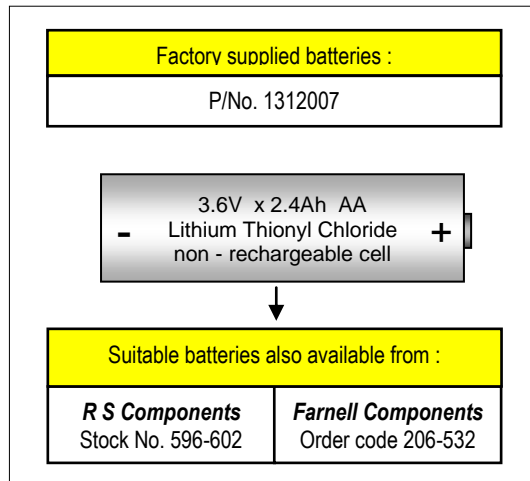 Factory supplied batteries :
P/No. 1312007
3.6V x 2.4Ah AA
- Lithium Thionyl Chloride +
non - rechargeable cell
Suitable batteries also available from :
R S Components
Stock No. 596-602
Farnell Components
Order code 206-532